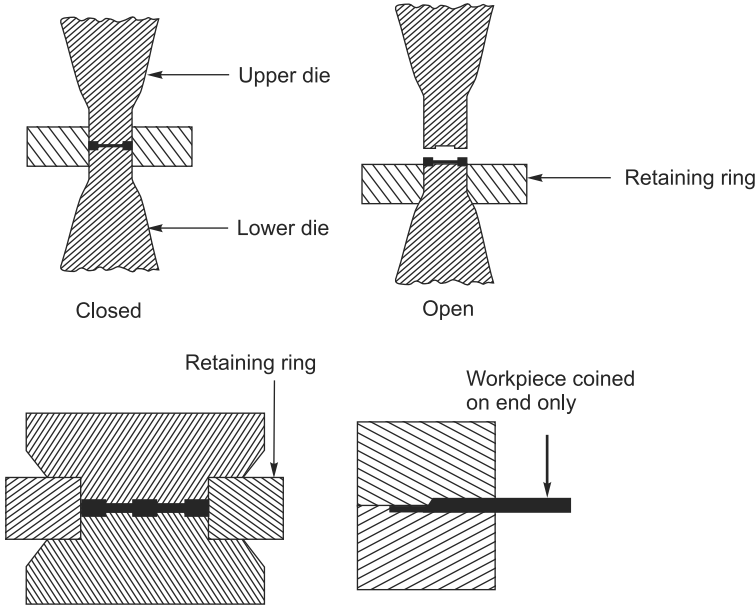 Upper die
Retaining ring
Lower die
Closed
Open
Retaining ring
Workpiece coined
on end only